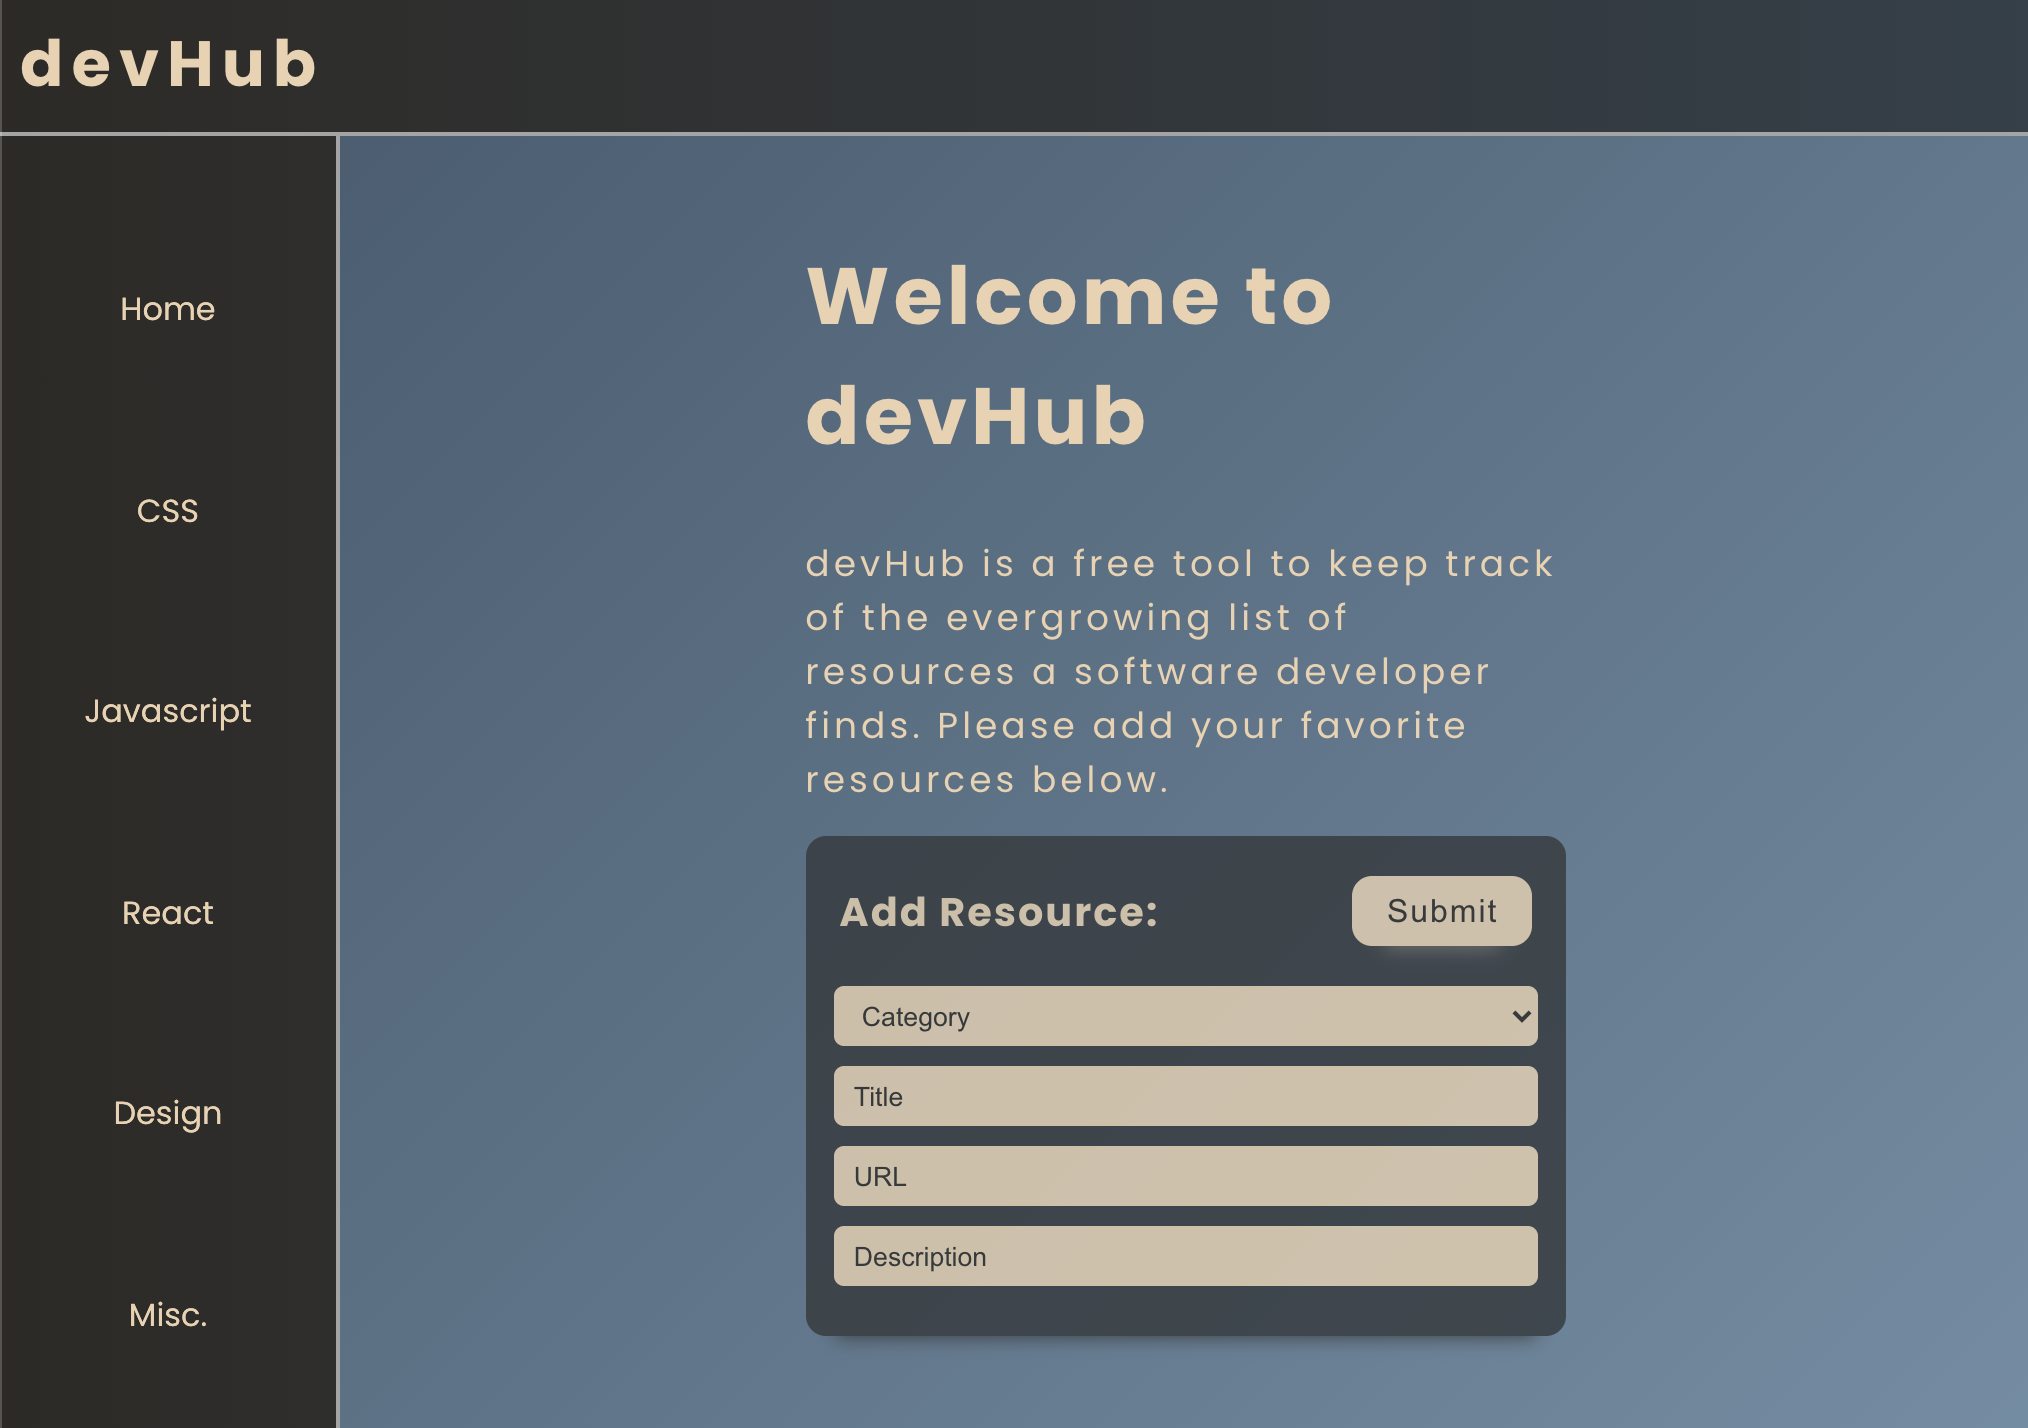 devHub
Home
CSS
Javascript
React
Design
Misc.
Welcome to
devHub
devHub is a free tool to keep track
of the evergrowing list of
resources a software developer
finds. Please add your favorite
resources below.
Add Resource:
Submit
Category
Title
URL
Description